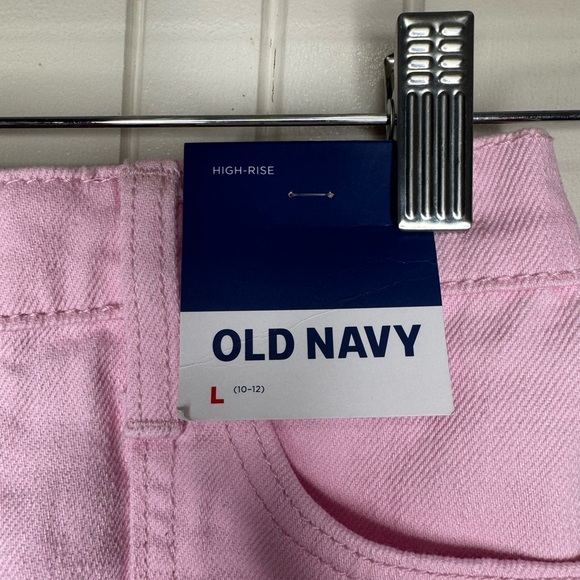 HIGH-RISE
OLD NAVY
L (10-12)